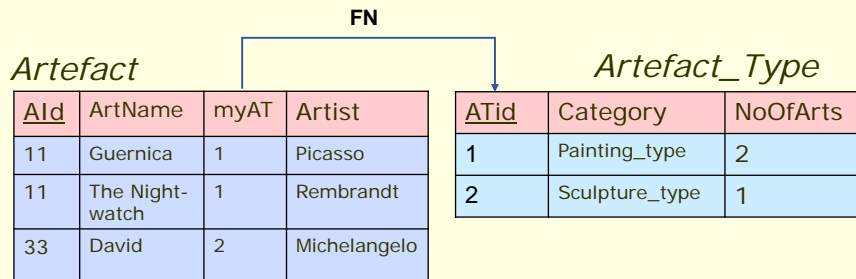 FN
Artefact
AId ArtName myAT Artist
11 Guernica 1 Picasso
11 The Night- 1 Rembrandt
watch
33 David 2 Michelangelo
Artefact_Type
ATid Category NoOfArts
1 Painting_type 2
2 Sculpture_type 1